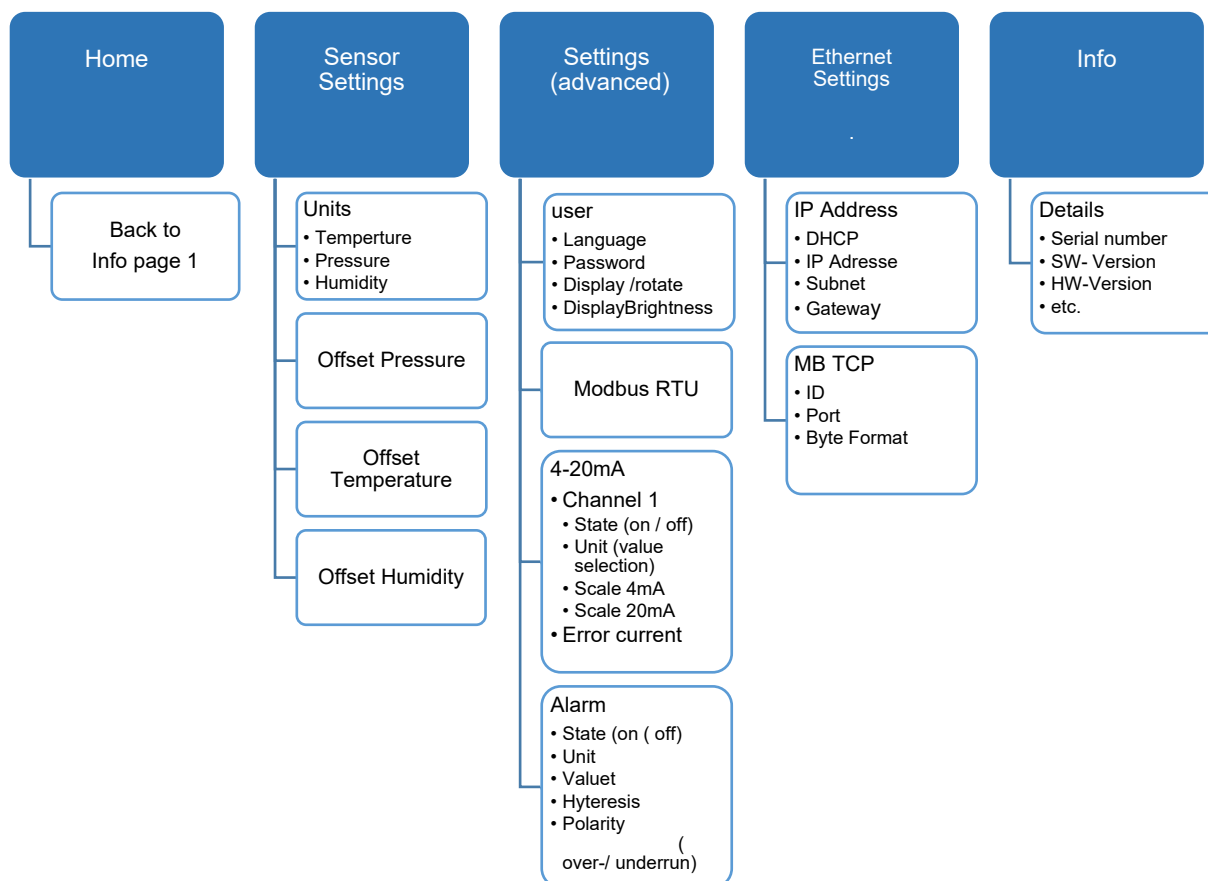 Home
Back to
Info page 1
Sensor
Settings
Units
• Temperture
• Pressure
• Humidity
Offset Pressure
Offset
Temperature
Offset Humidity
Settings
(advanced)
user
• Language
• Password
• Display /rotate
• DisplayBrightness
Modbus RTU
4-20mA
• Channel 1
• State (on / off)
• Unit (value
selection)
• Scale 4mA
• Scale 20mA
• Error current
Alarm
• State (on ( off)
• Unit
• Valuet
• Hyteresis
• Polarity
(
over-/ underrun)
Ethernet
Settings
.
IP Address
• DHCP
• IP Adresse
• Subnet
• Gateway
MB TCP
• ID
• Port
• Byte Format
Info
Details
• Serial number
• SW- Version
• HW-Version
• etc.